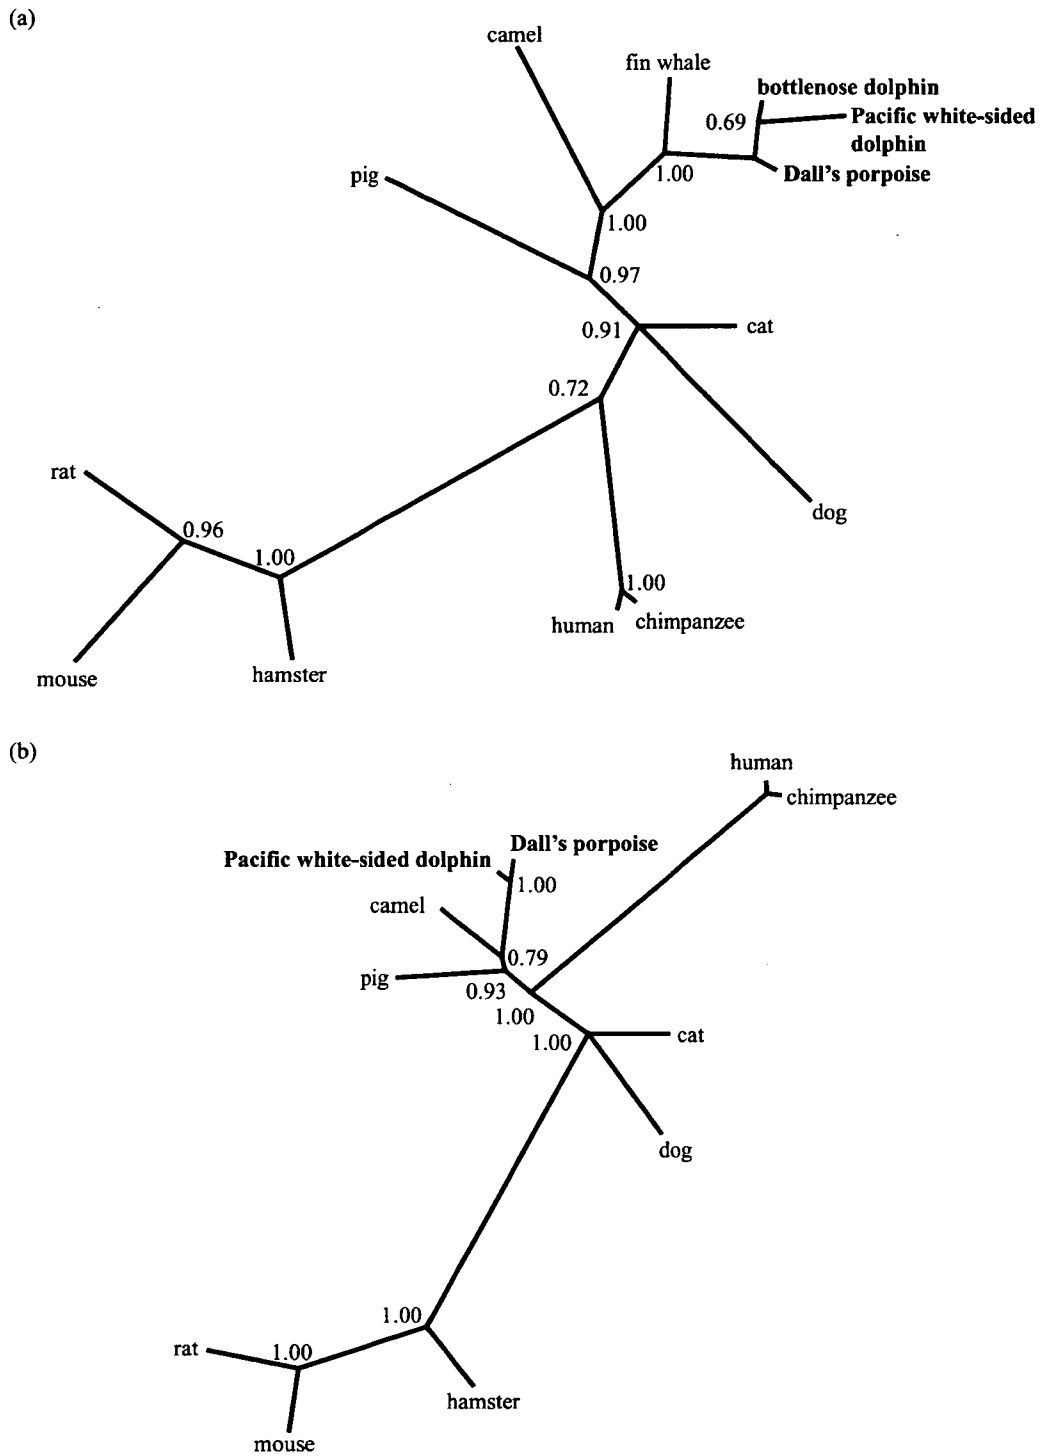 (a)
camel
fin whale
bottlenose dolphin
0.69
Pacific white-sided
dolphin
Dall's porpoise
1.00
pig
1.00
0.97
0.91
cat
0.72
rat
dog
0.96
1.00
1.00
human
chimpanzee
mouse
hamster
(b)
human
chimpanzee
Dall's porpoise
Pacific white-sided dolphin
1.00
camel
0.79
pig
0.93
1.00
1.00
cat
dog
1.00
rat
1.00
hamster
mouse